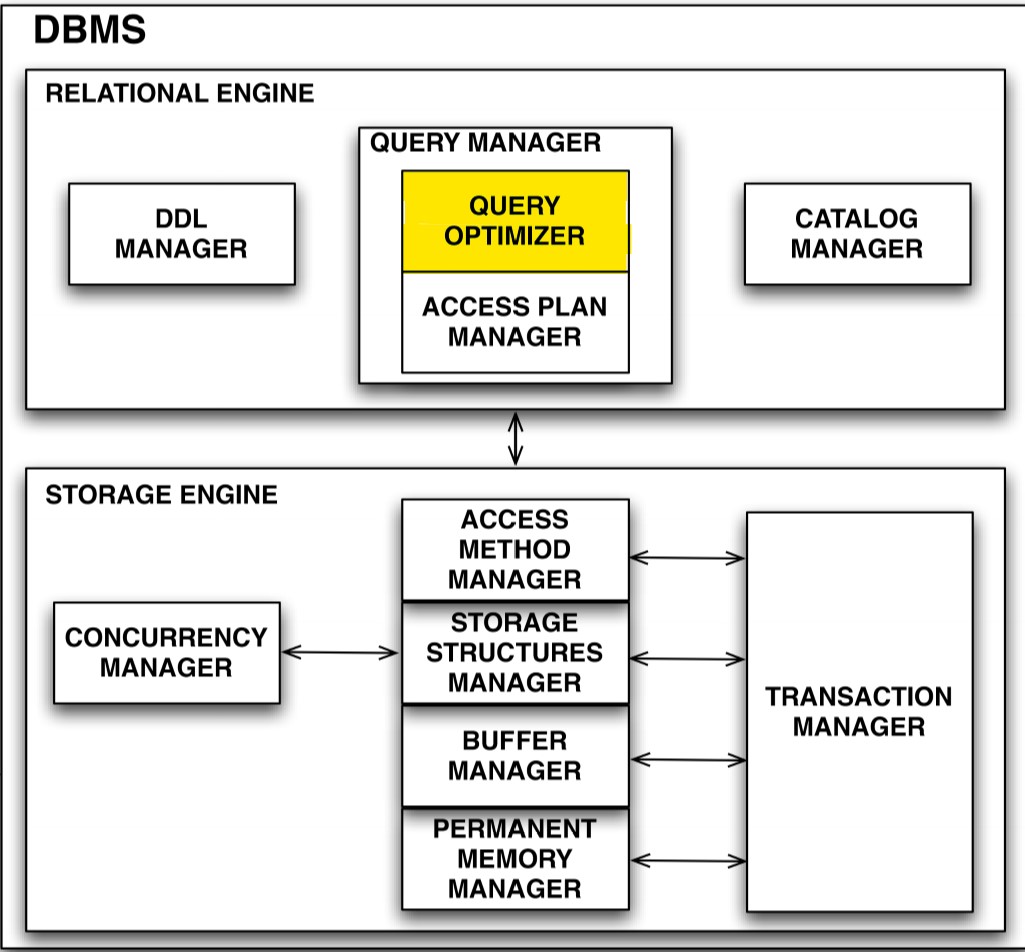 DBMS
RELATIONAL ENGINE
QUERY MANAGER
DDL
MANAGER
QUERY
OPTIMIZER
ACCESS PLAN
MANAGER
CATALOG
MANAGER
STORAGE ENGINE
CONCURRENCY
MANAGER
ACCESS
METHOD
MANAGER
STORAGE
STRUCTURES
MANAGER
BUFFER
MANAGER
PERMANENT
MEMORY
MANAGER
TRANSACTION
MANAGER